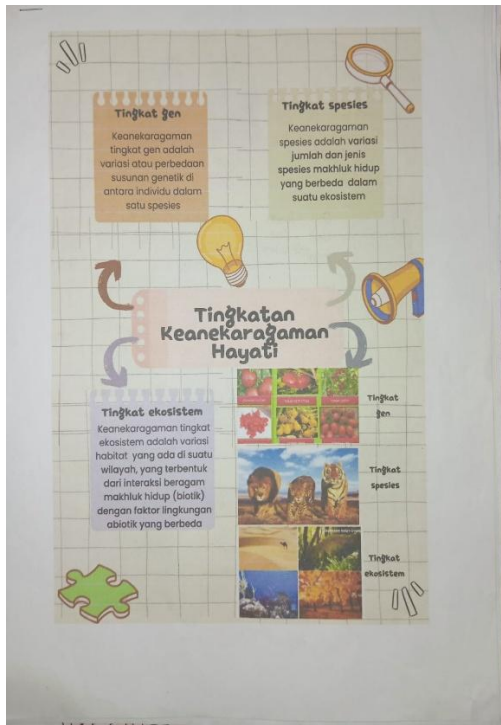 Tingkat gen
Keanekaragaman
tingkat gen adalah
variasi atau perbedaan
susunan genetik di
antara individu dalam
satu spesies
Tingkat spesies
Keanekaragaman
spesies adalah variasi
jumlah dan jenis
spesies makhluk hidup
yang berbeda dalam
suatu ekosistem
Tingkatan
Keanekaragaman
Hayati
Tingkat ekosistem
Keanekaragaman tingkat
ekosistem adalah variasi
habitat yang ada di suatu
wilayah, yang terbentuk
dari interaksi beragam
makhluk hidup (biotik)
dengan faktor lingkungan
abiotik yang berbeda
Tingkat
gen
Tingkat
spesies
Tingkat
ekosistem